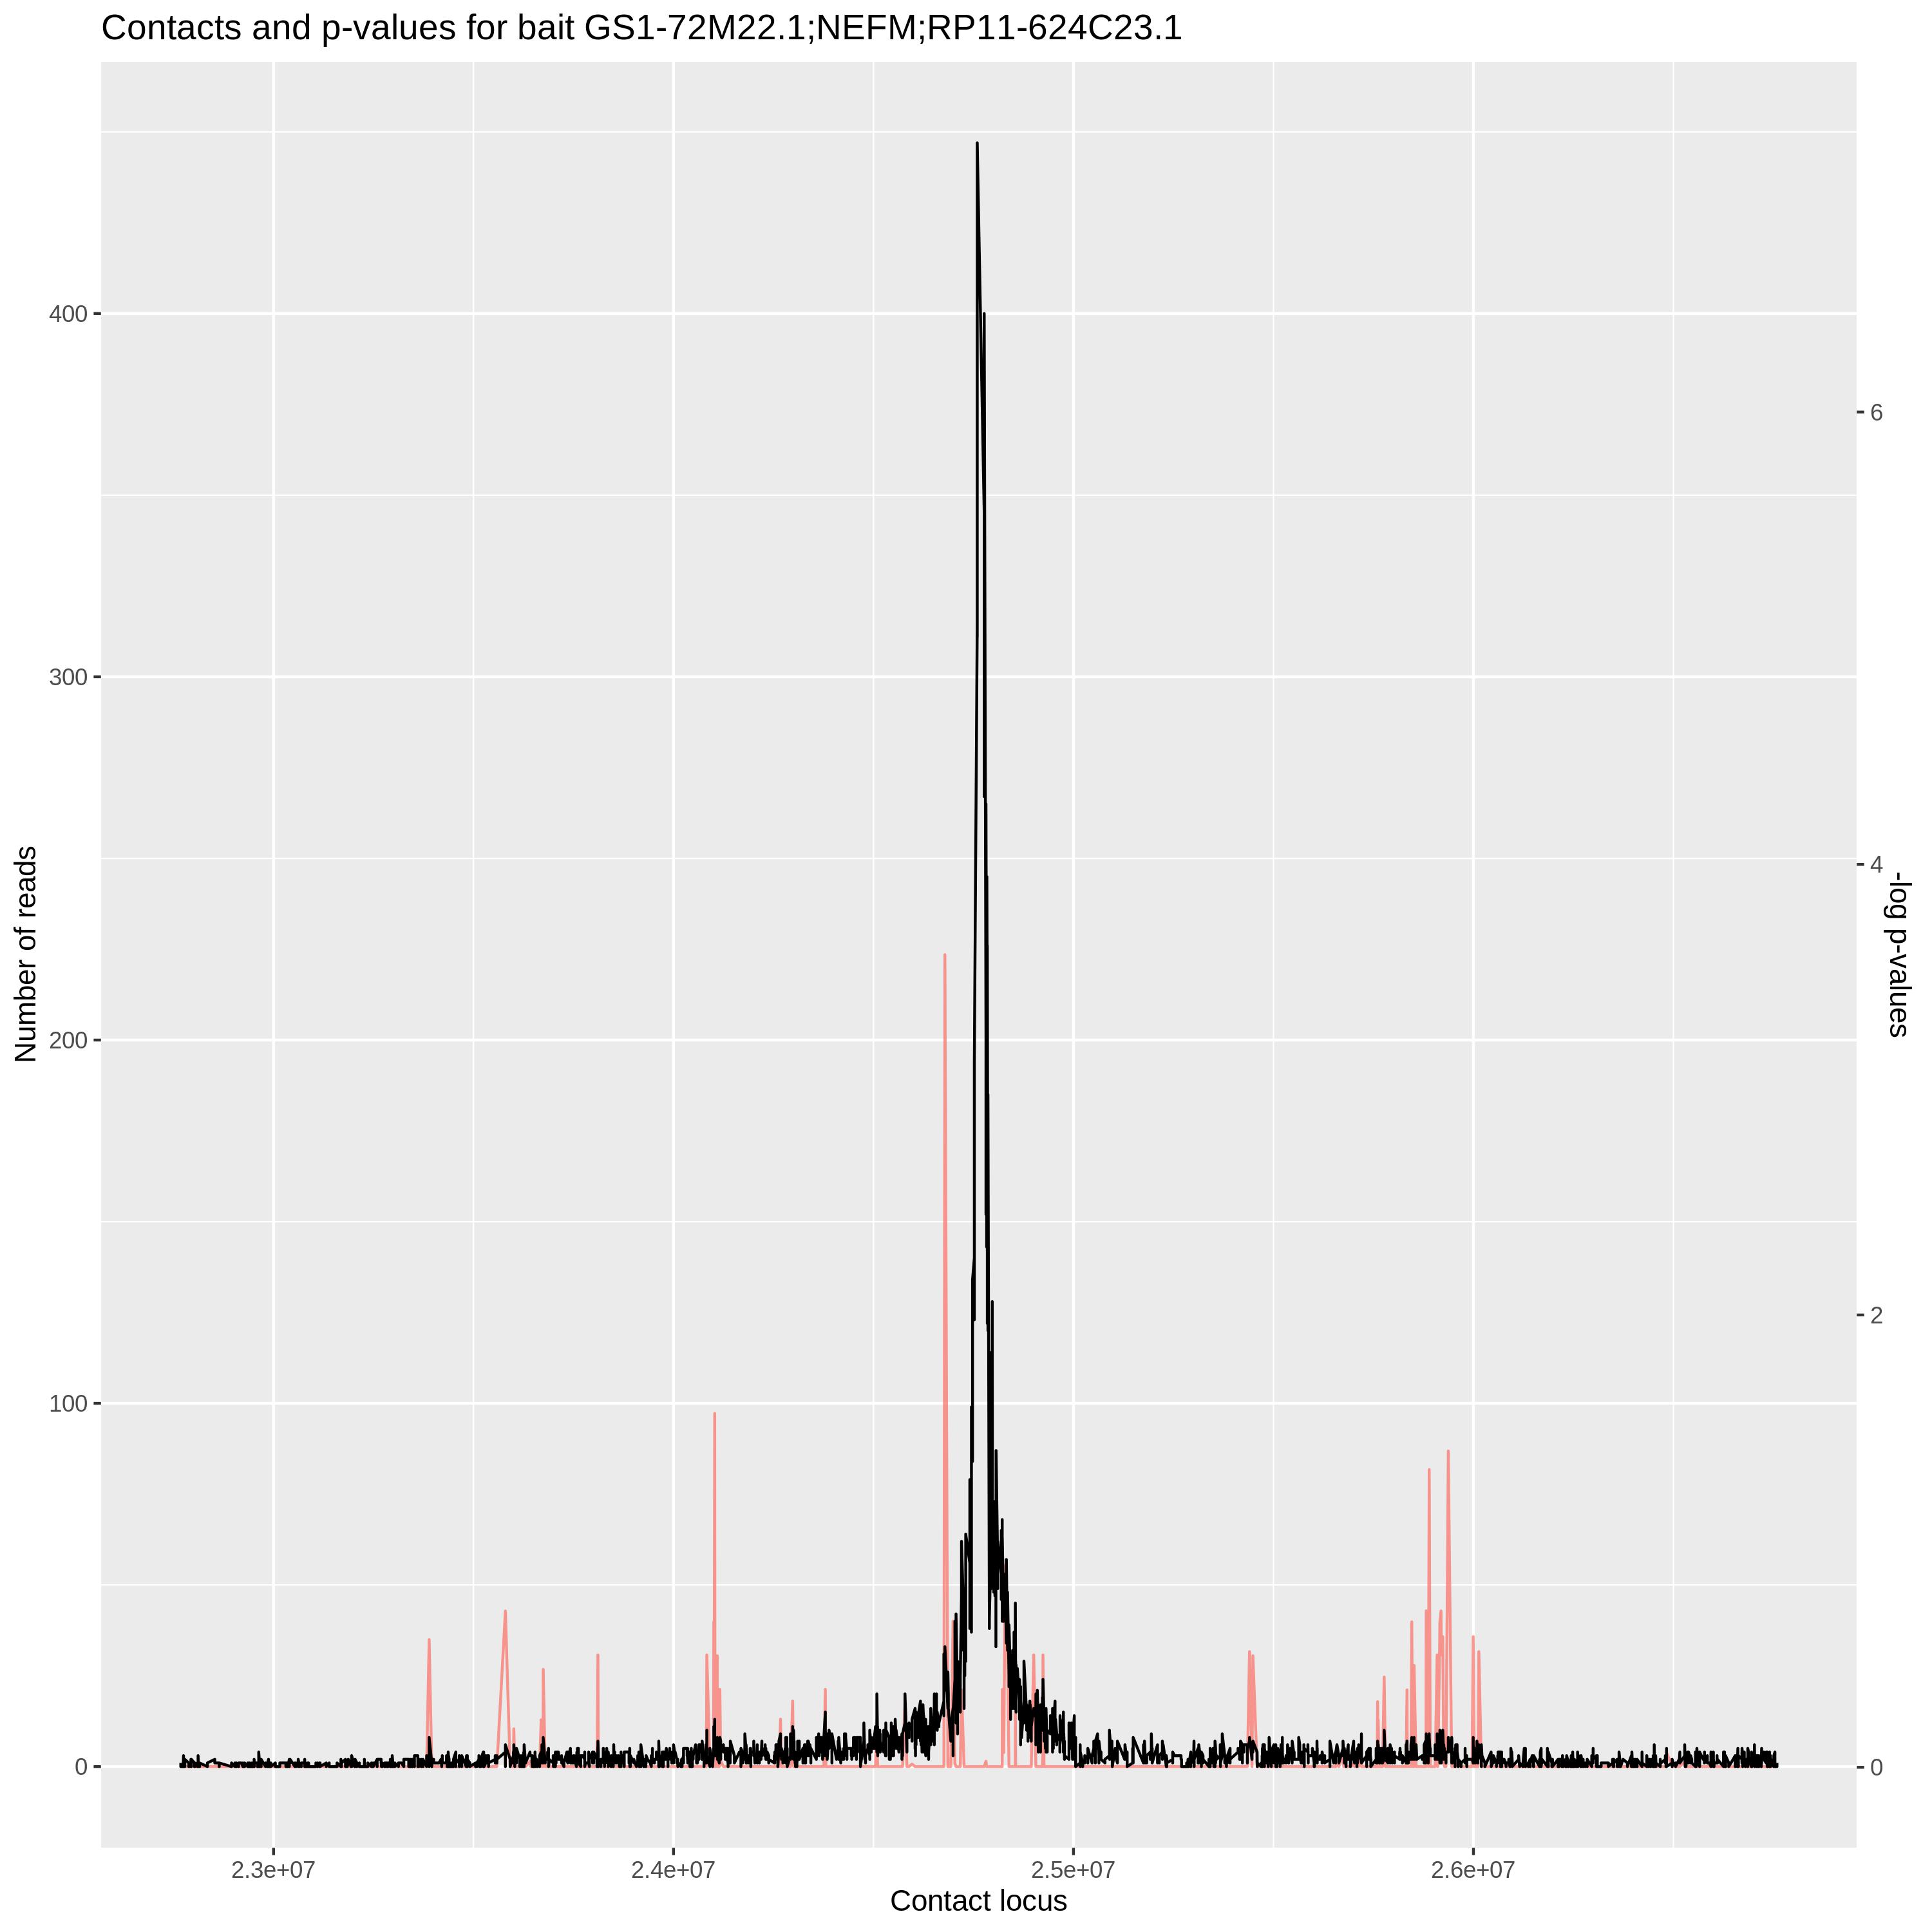 Contacts and p-values for bait GS1-72M22.1;NEFM;RP11-624C23.1
Number of reads
400
300
200
100
0
6
4
2
0
-log p-values
2.3e+07
2.4e+07
2.5e+07
2.6e+07
Contact locus